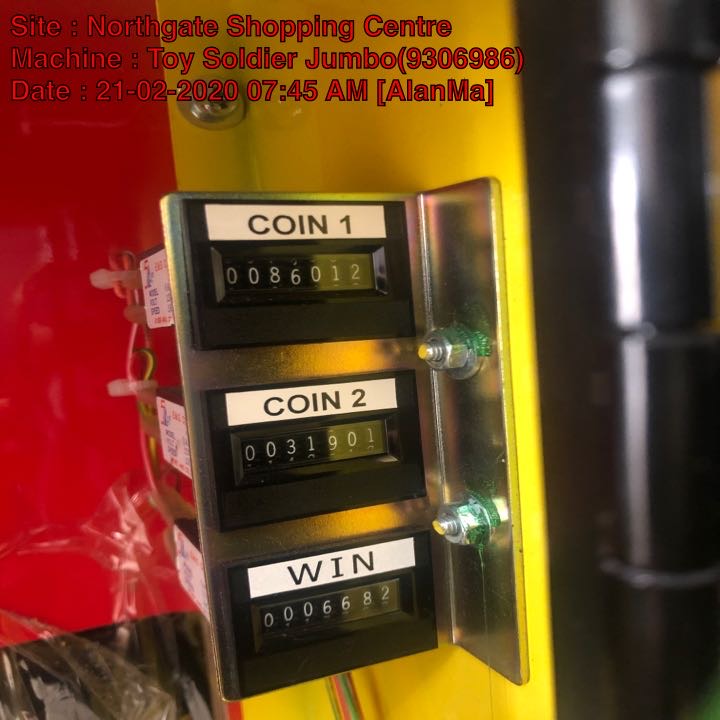 Site : Northgate Shopping Centre
Machine : Toy Soldier Jumbo(9306986)
Date : 21-02-2020 07:45 AM [AlanMa]
COIN 1
0086012
COIN 2
0031901
WIN
0006682